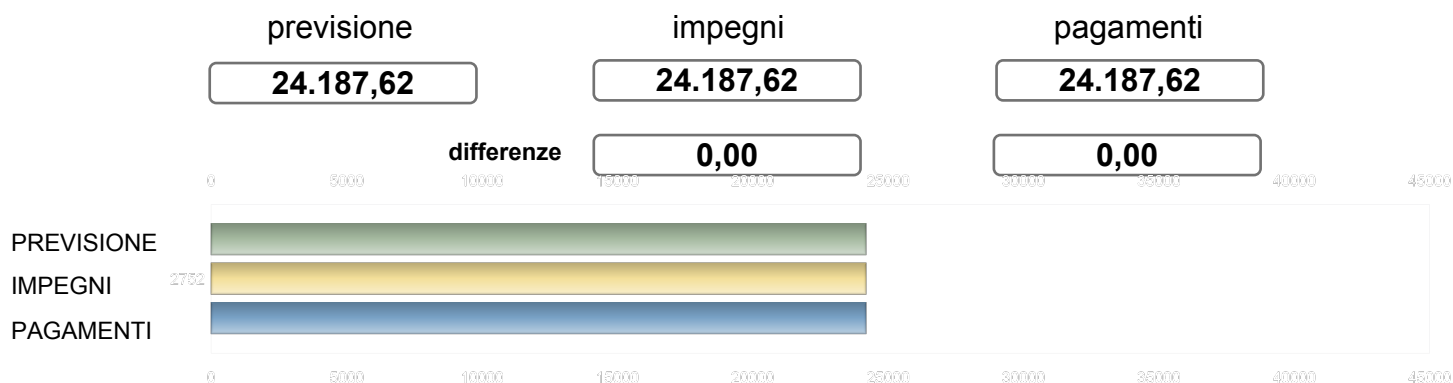 previsione impegni pagamenti
24.187,62 24.187,62 24.187,62
differenze 0,00 0,00
0 5000 10000 15000 20000 25000 30000 35000 40000 45000
PREVISIONE
IMPEGNI 2752
PAGAMENTI
0 5000 10000 15000 20000 25000 30000 35000 40000 45000